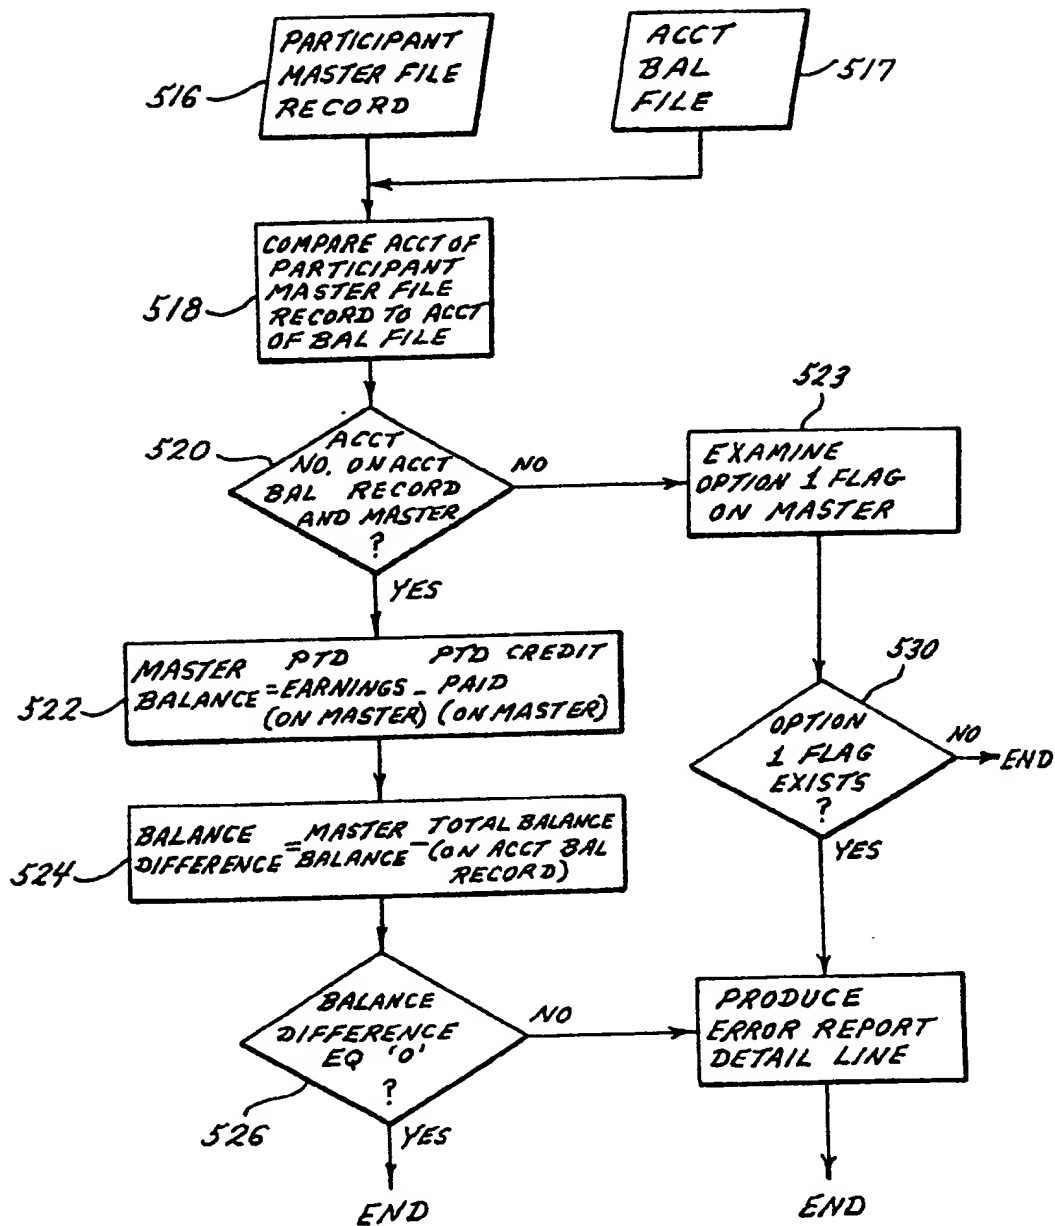 PARTICIPANT
MASTER FILE
RECORD
516
ACCT
BAL
FILE
517
COMPARE ACCT OF
PARTICIPANT
MASTER FILE
RECORD TO ACCT
OF BAL FILE
518
ACCT
NO. ON ACCT
BAL RECORD
AND MASTER
?
520
NO
YES
523
EXAMINE
OPTION 1 FLAG
ON MASTER
MASTER PTD PTD CREDIT
BALANCE = EARNINGS - PAID
(ON MASTER) (ON MASTER)
522
530
OPTION
1 FLAG
EXISTS
?
NO
END
YES
BALANCE = MASTER - TOTAL BALANCE
DIFFERENCE BALANCE (ON ACCT BAL
RECORD)
524
BALANCE
DIFFERENCE
EQ '0'
?
526
NO
YES
END
PRODUCE
ERROR REPORT
DETAIL LINE
END